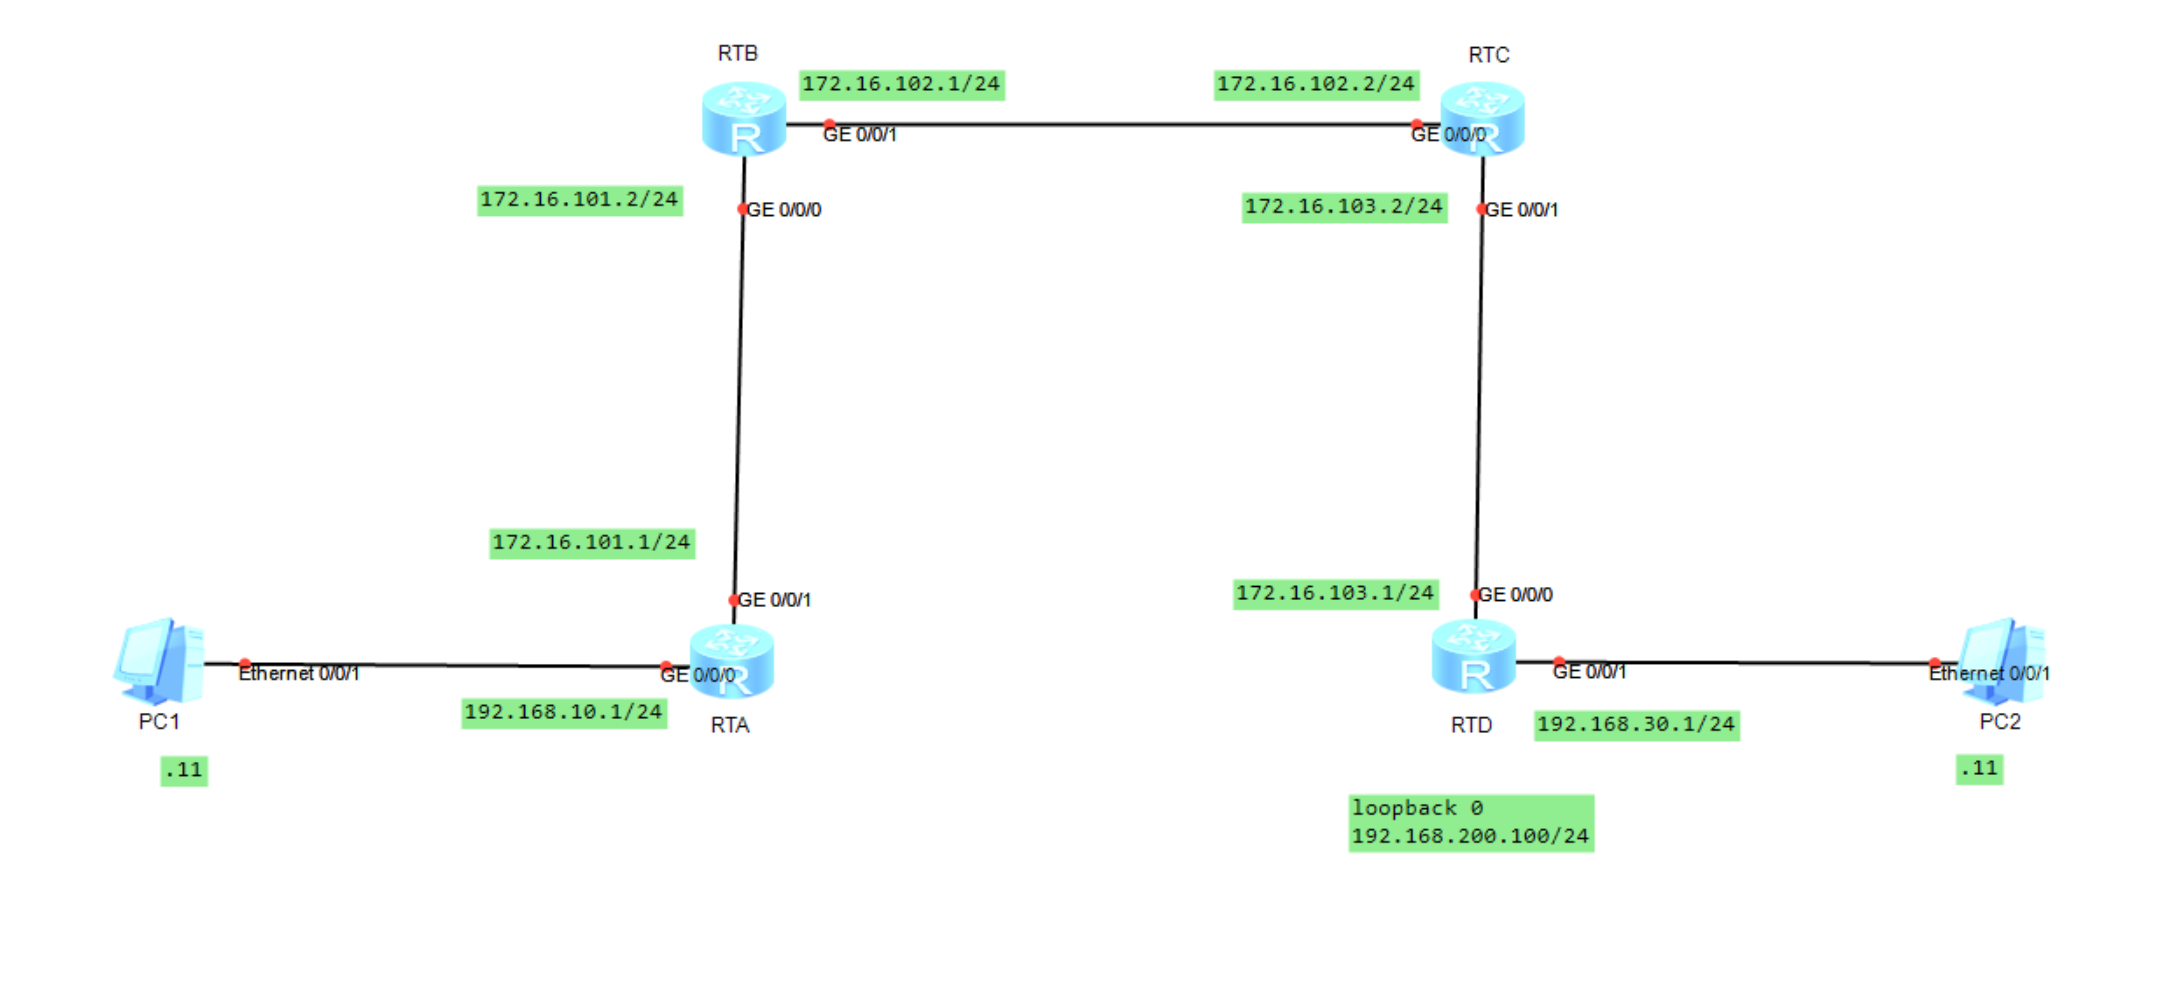 RTB
RTC
172.16.102.1/24
172.16.102.2/24
GE 0/0/1
GE 0/0/0
R
R
172.16.101.2/24
GE 0/0/0
172.16.103.2/24
GE 0/0/1
172.16.101.1/24
GE 0/0/1
172.16.103.1/24
GE 0/0/0
Ethernet 0/0/1
GE 0/0/0
R
R
GE 0/0/1
Ethernet 0/0/1
PC1
192.168.10.1/24
RTA
RTD
192.168.30.1/24
PC2
.11
.11
loopback 0
192.168.200.100/24